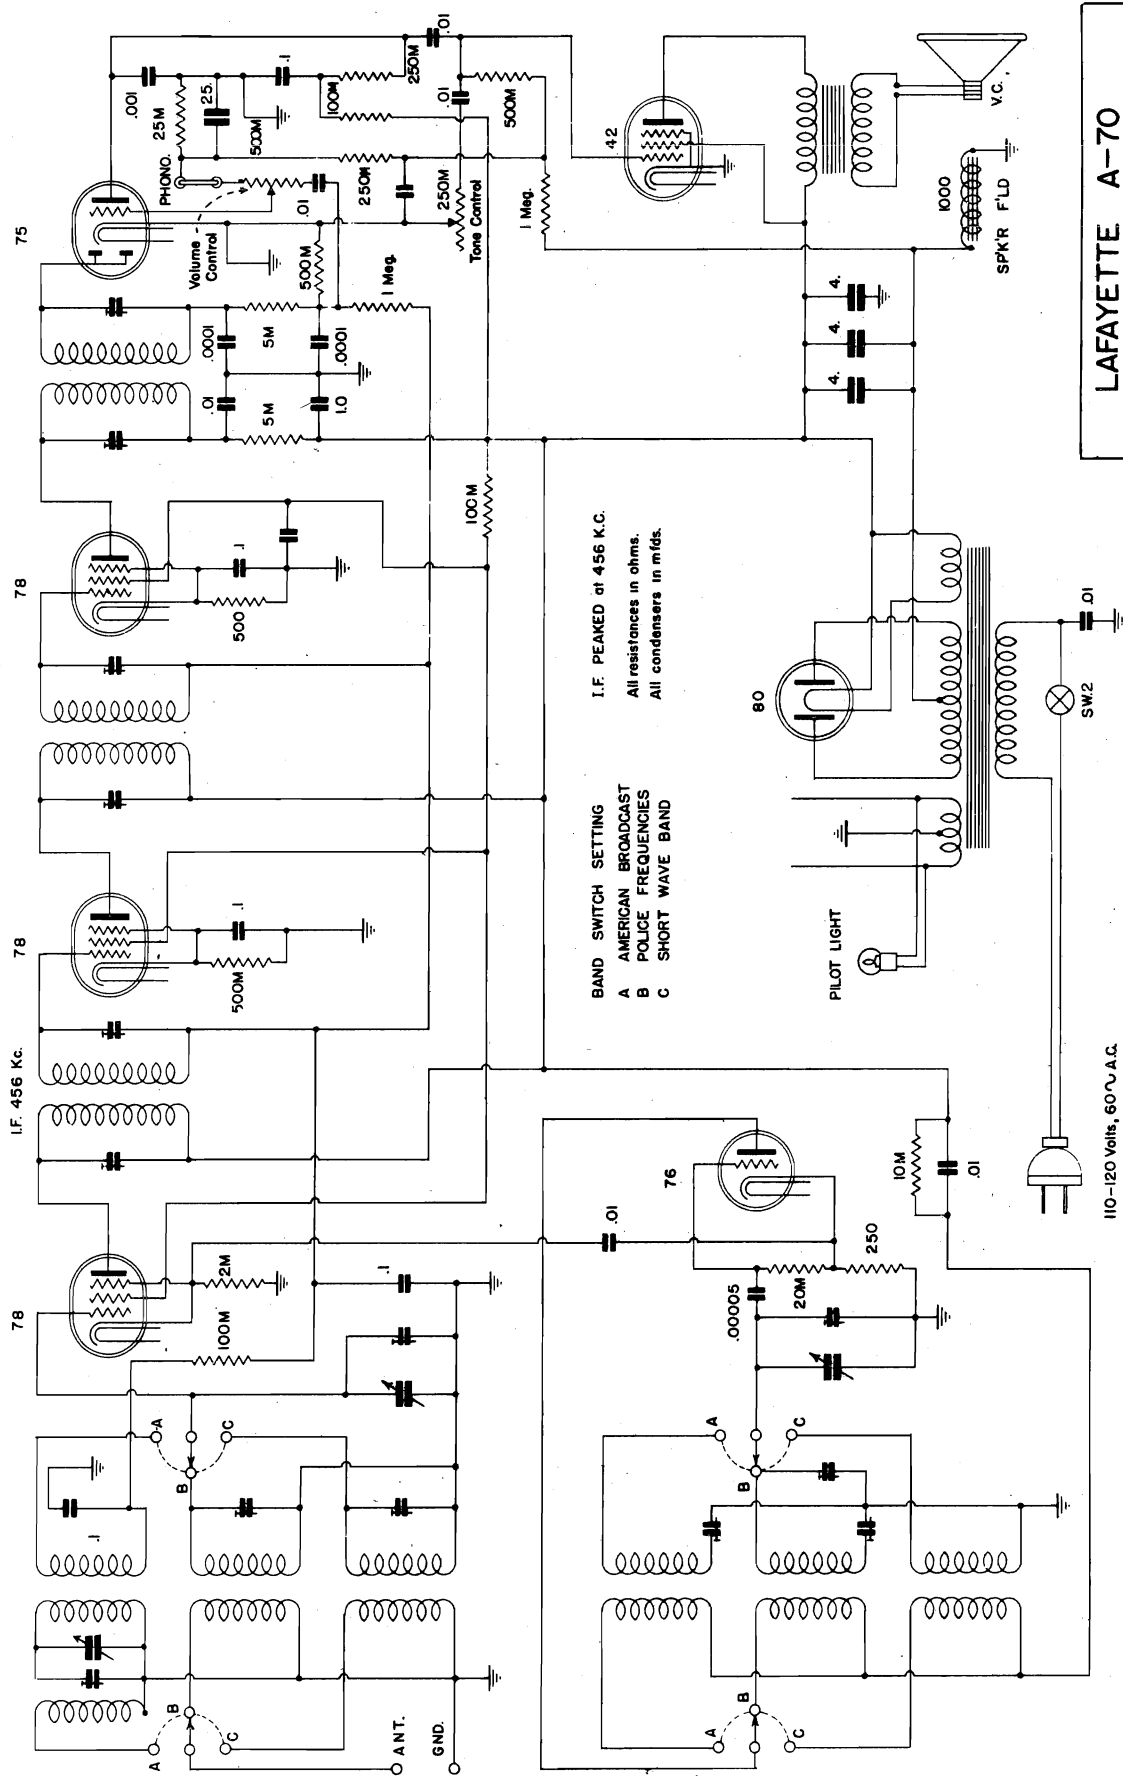 LAFAYETTE A-70
I.F. 456 Kc.
78
78
78
75
76
42
80
A
B
C
A
B
C
ANT.
GND.
.1
100M
2M
.1
500M
.1
500
.1
.01
5M
1.0
.0001
5M
.0001
500M
1 Meg.
Volume
Control
PHONO.
.01
.001
25M
25.
500M
.1
100M
250M
.01
250M
250M
Tone Control
.01
500M
1 Meg.
100M
V.C.
1000
SP'K'R F'LD
4.
4.
4.
I.F. PEAKED at 456 K.C.
All resistances in ohms.
All condensers in mfds.
BAND SWITCH SETTING
A AMERICAN BROADCAST
B POLICE FREQUENCIES
C SHORT WAVE BAND
PILOT LIGHT
SW.2
.01
110-120 Volts, 60~ A.C.
.01
.00005
20M
250
10M
.01
A
B
C
A
B
C